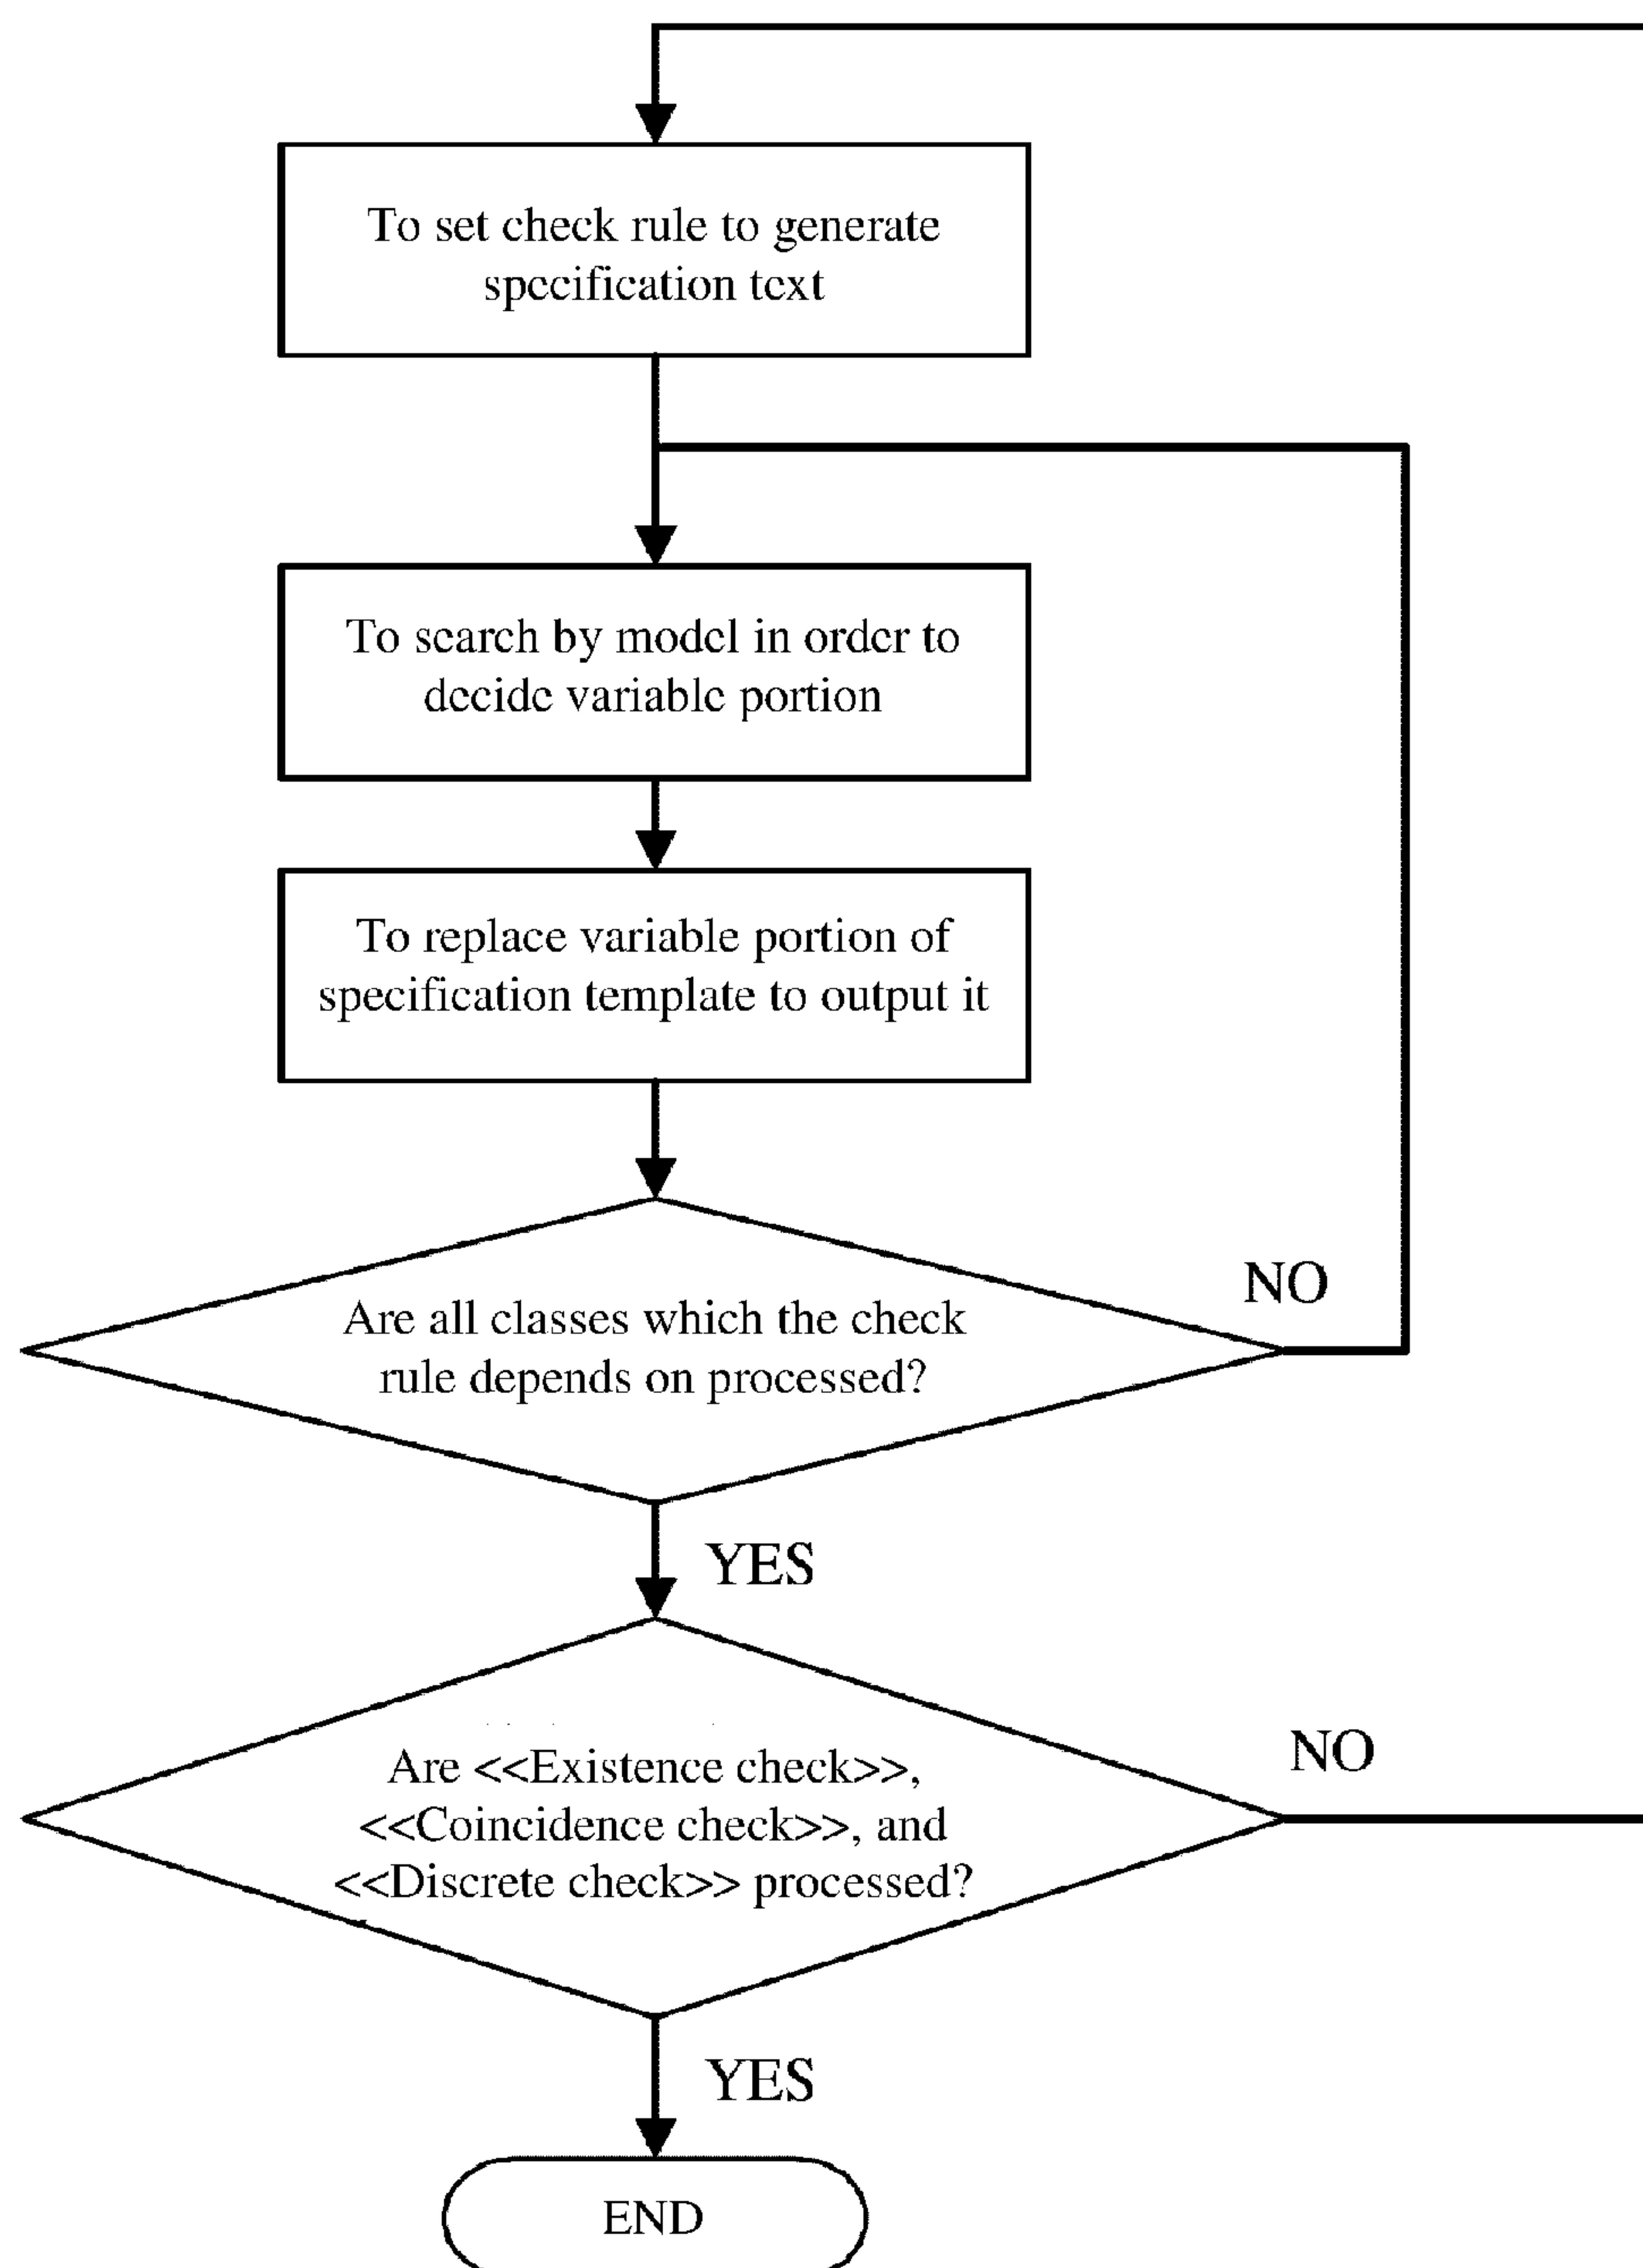 To set check rule to generate
specification text
To search by model in order to
decide variable portion
To replace variable portion of
specification template to output it
Are all classes which the check
rule depends on processed?
NO
YES
Are <<Existence check>>,
<<Coincidence check>>, and
<<Discrete check>> processed?
NO
YES
END